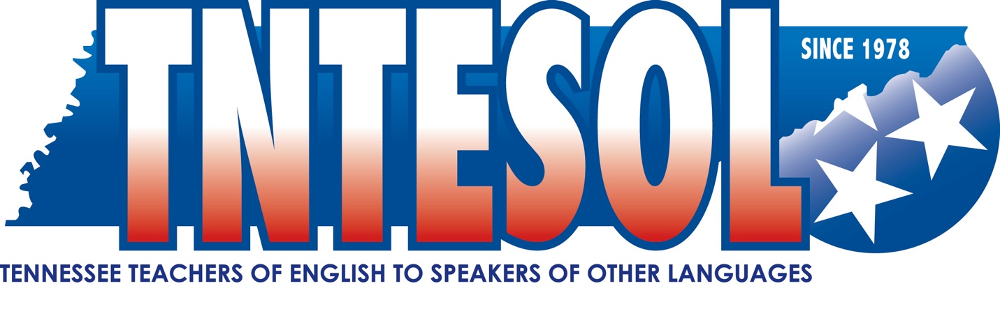 TNTESOL
SINCE 1978
TENNESSEE TEACHERS OF ENGLISH TO SPEAKERS OF OTHER LANGUAGES